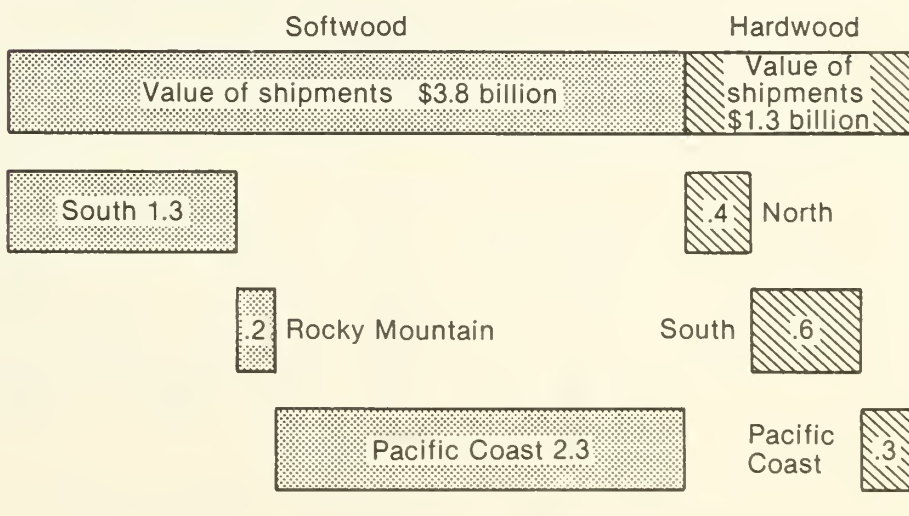 Softwood
Hardwood
Value of shipments $3.8 billion
Value of
shipments
$1.3 billion
South 1.3
.4 North
.2 Rocky Mountain
South .6
Pacific Coast 2.3
Pacific
Coast
.3